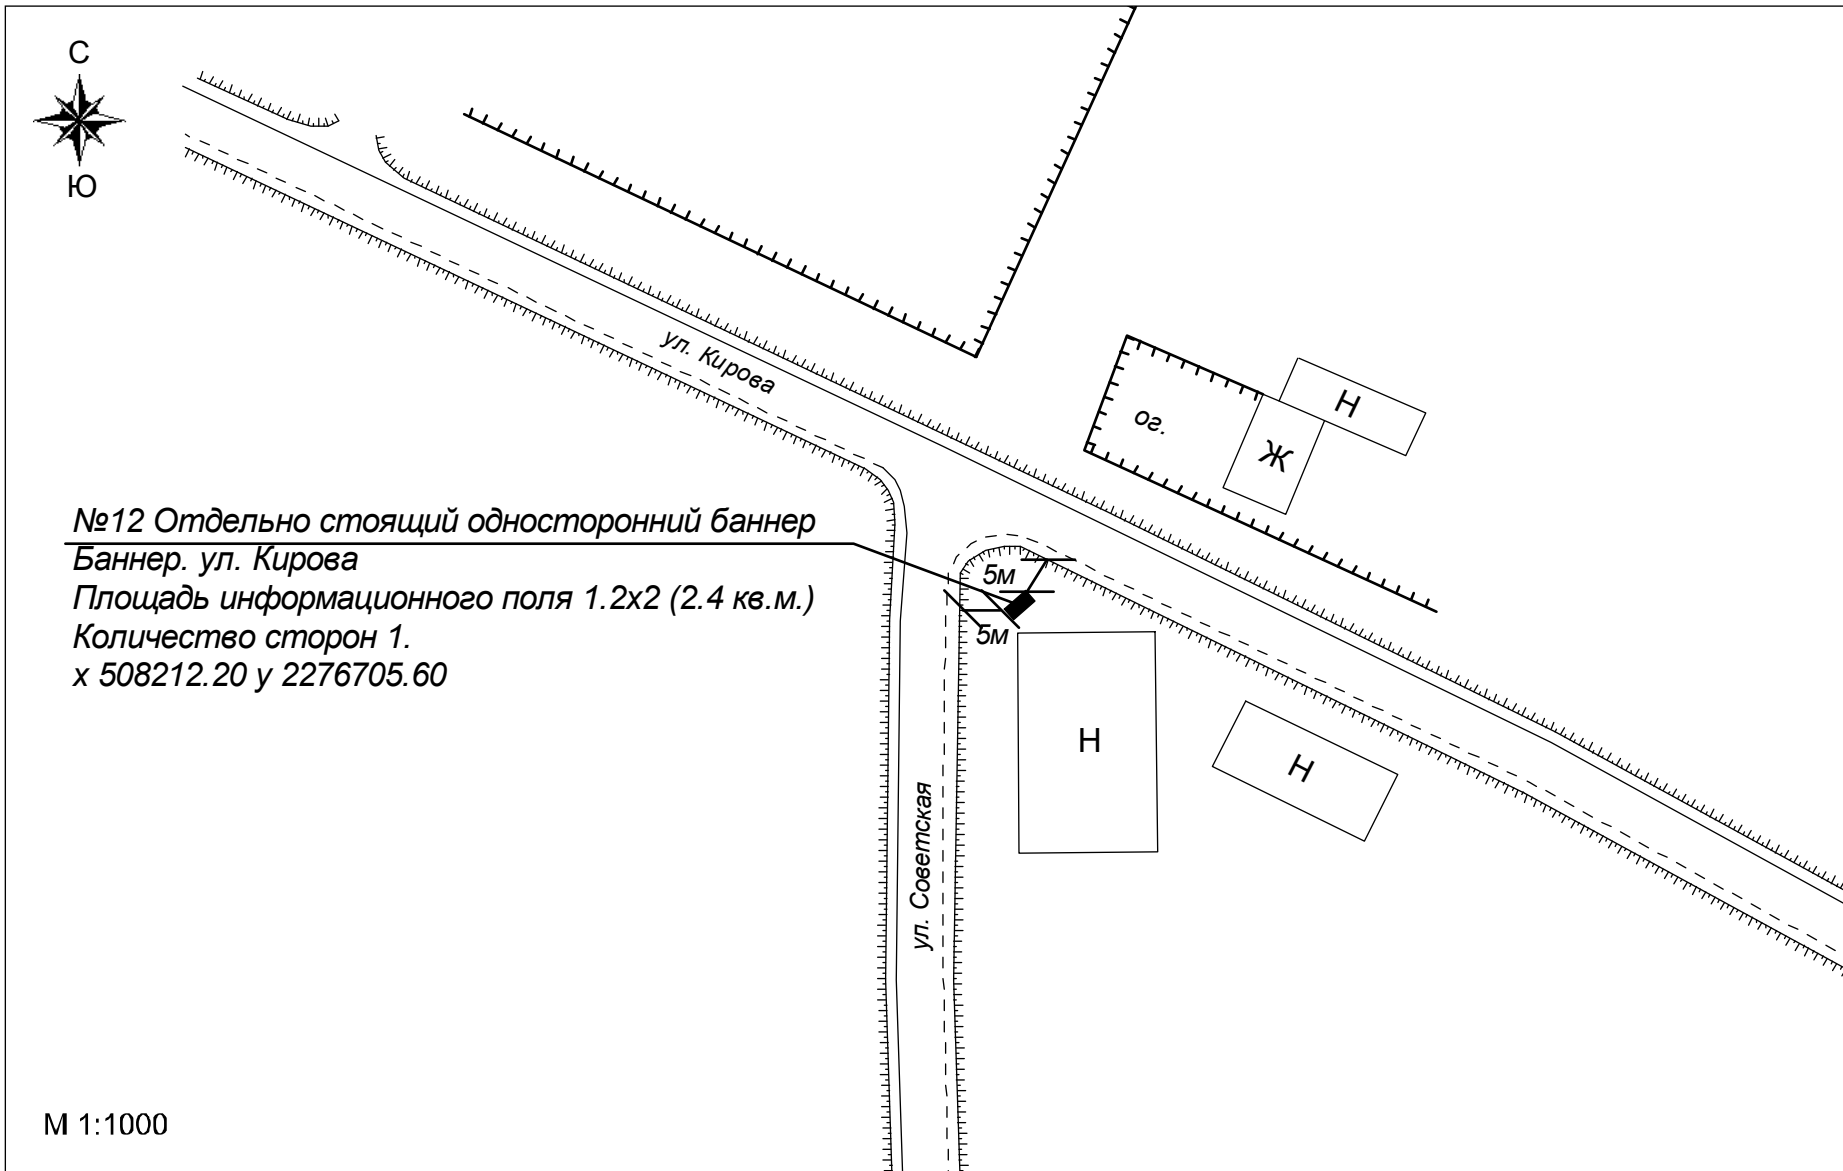 С
Ю
ул. Кирова
ог.
Н
Ж
№12 Отдельно стоящий односторонний баннер
Баннер. ул. Кирова
Площадь информационного поля 1.2х2 (2.4 кв.м.)
Количество сторон 1.
х 508212.20 у 2276705.60
5м
5м
Н
Н
ул. Советская
М 1:1000